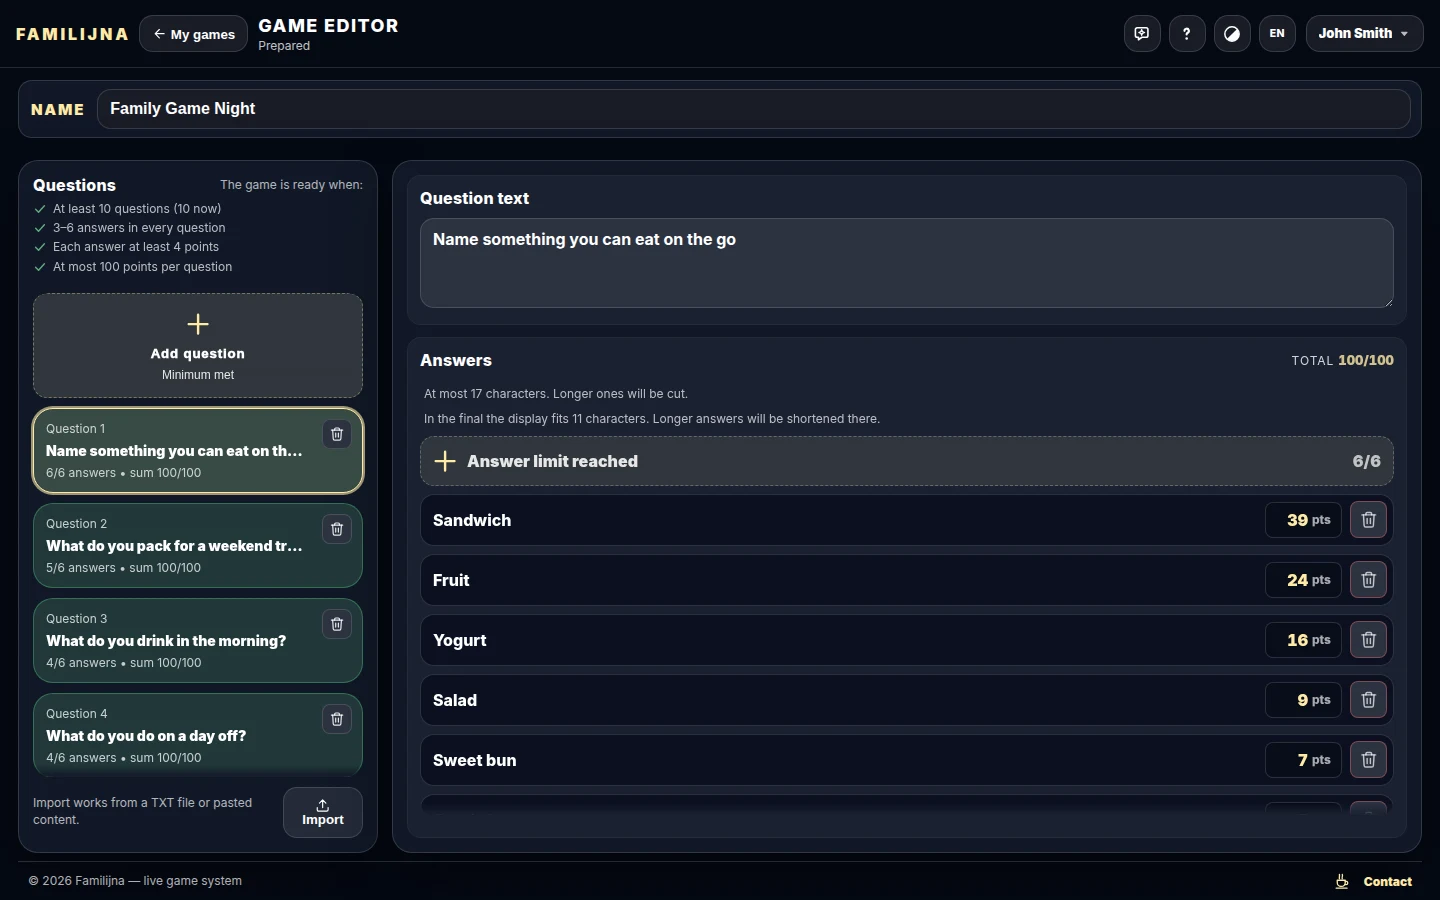 FAMILIJNA
My games
GAME EDITOR
Prepared
?
EN
John Smith
NAME
Family Game Night
Questions
The game is ready when:
At least 10 questions (10 now)
3–6 answers in every question
Each answer at least 4 points
At most 100 points per question
Add question
Minimum met
Question 1
Name something you can eat on th...
6/6 answers • sum 100/100
Question 2
What do you pack for a weekend tr...
5/6 answers • sum 100/100
Question 3
What do you drink in the morning?
4/6 answers • sum 100/100
Question 4
What do you do on a day off?
4/6 answers • sum 100/100
Import works from a TXT file or pasted
content.
Import
Question text
Name something you can eat on the go
Answers
TOTAL 100/100
At most 17 characters. Longer ones will be cut.
In the final the display fits 11 characters. Longer answers will be shortened there.
Answer limit reached
6/6
Sandwich
39 pts
Fruit
24 pts
Yogurt
16 pts
Salad
9 pts
Sweet bun
7 pts
© 2026 Familijna — live game system
Contact